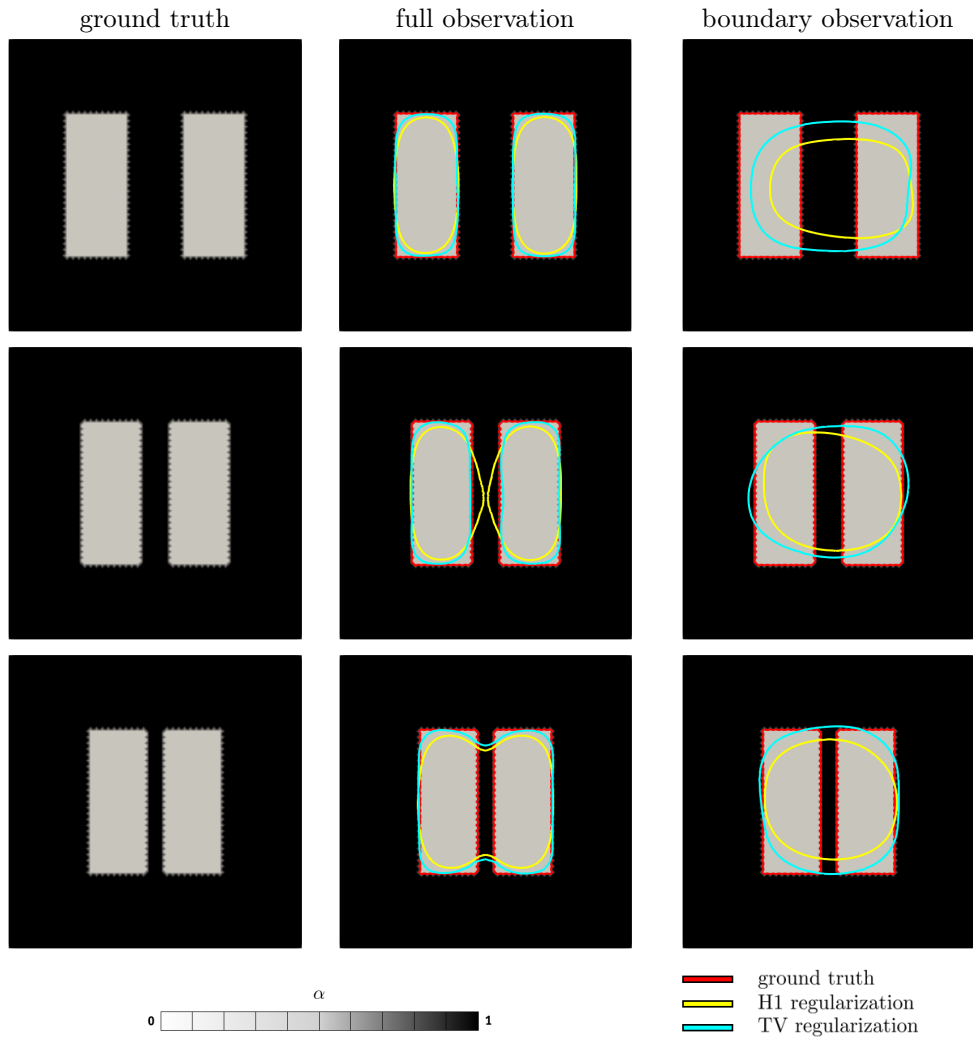 ground truth
full observation
boundary observation
α
0
1
ground truth
H1 regularization
TV regularization